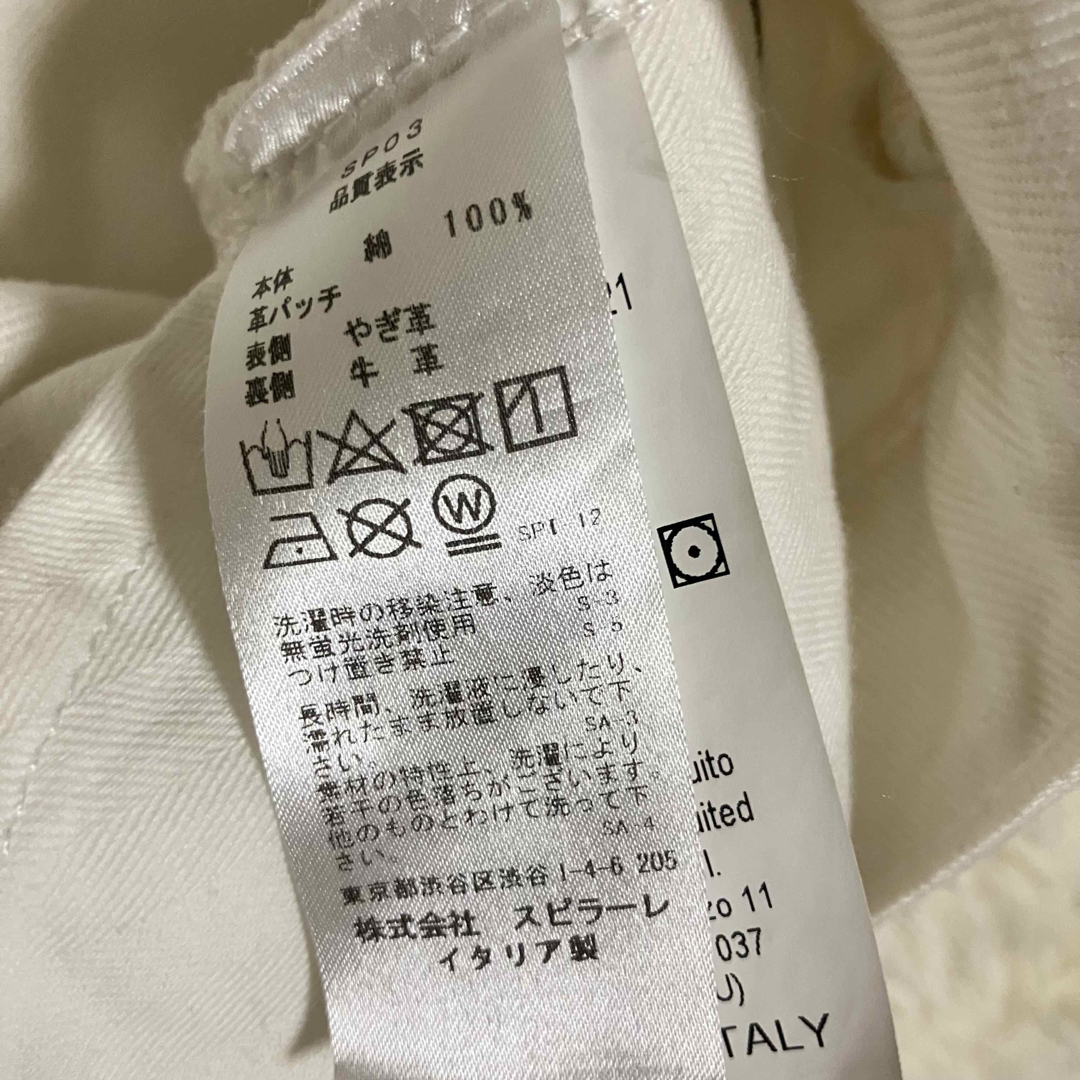 SP03
品質表示
本体 綿 100%
革パッチ
表側 やぎ革
裏側 牛革
W
SPI-12
洗濯時の移染注意、淡色は
無蛍光洗剤使用 S-3
つけ置き禁止 S-5
長時間、洗濯液に浸したり、
濡れたまま放置しないで下
さい。 SA-3
素材の特性上、洗濯により
若干の色落ちがございます
他のものとわけて洗って下
さい。 SA-4
東京都渋谷区渋谷1-4-6 205
株式会社 スピラーレ
イタリア製
21
11
037
TALY